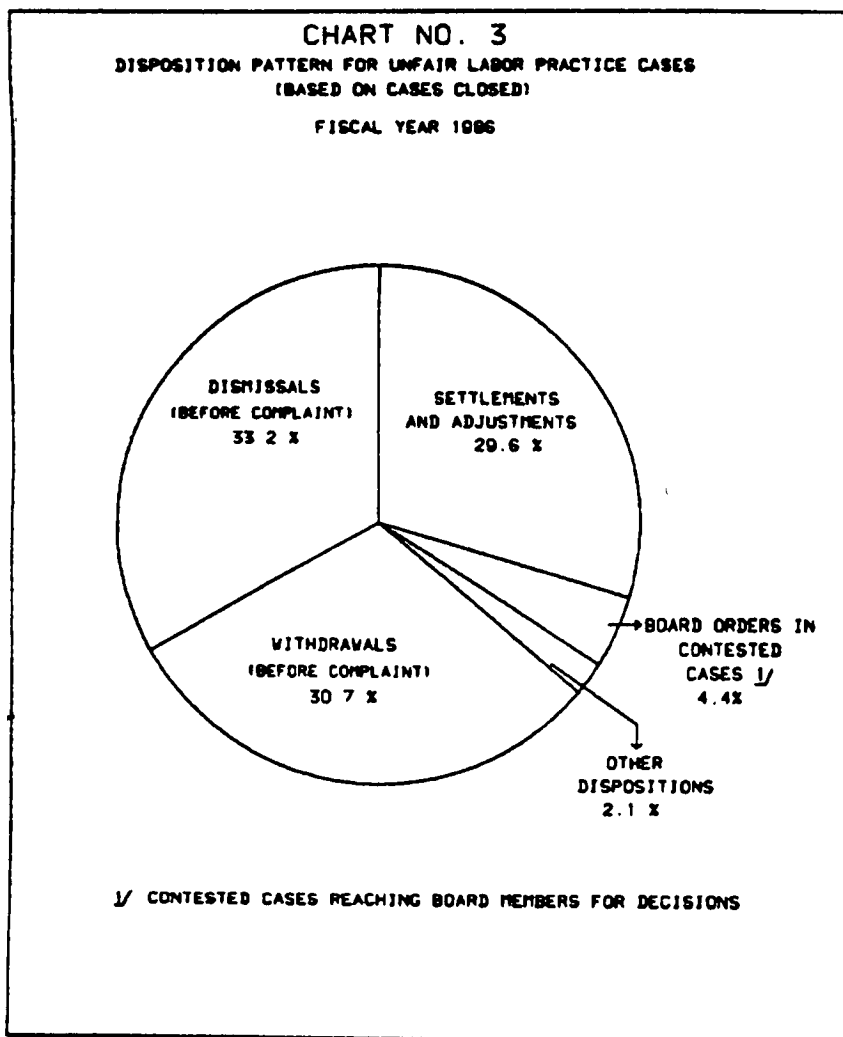 CHART NO. 3
DISPOSITION PATTERN FOR UNFAIR LABOR PRACTICE CASES
(BASED ON CASES CLOSED)
FISCAL YEAR 1986
DISMISSALS
(BEFORE COMPLAINT)
33 2 %
SETTLEMENTS
AND ADJUSTMENTS
29.6 %
WITHDRAWALS
(BEFORE COMPLAINT)
30 7 %
BOARD ORDERS IN
CONTESTED
CASES 1/
4.4%
OTHER
DISPOSITIONS
2.1 %
1/ CONTESTED CASES REACHING BOARD MEMBERS FOR DECISIONS